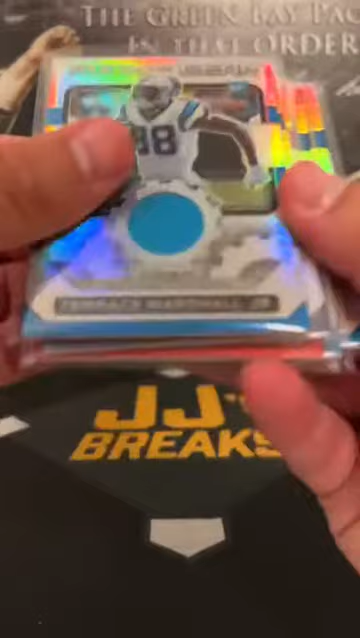 THE GREEN BAY PAC
IN THAT ORDER
88
TERRACE MARSHALL JR
JJ's
BREAKS